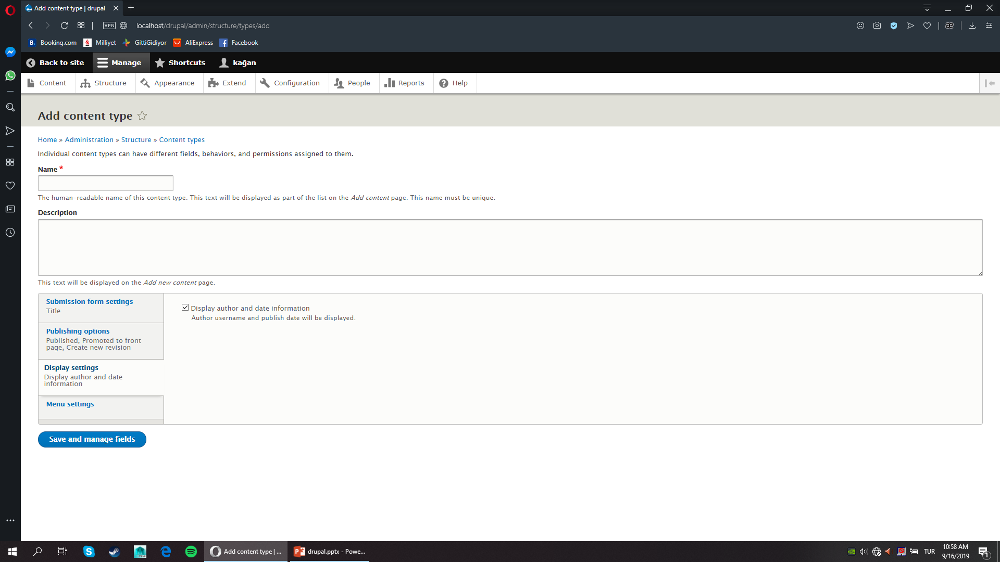 Add content type | drupal
VPN
localhost/drupal/admin/structure/types/add
B. Booking.com Milliyet GittiGidiyor AliExpress Facebook
Back to site Manage Shortcuts kağan
Content Structure Appearance Extend Configuration People Reports Help
Add content type
Home » Administration » Structure » Content types
Individual content types can have different fields, behaviors, and permissions assigned to them.
Name *
The human-readable name of this content type. This text will be displayed as part of the list on the Add content page. This name must be unique.
Description
This text will be displayed on the Add new content page.
Submission form settings
Title
Publishing options
Published, Promoted to front
page, Create new revision
Display settings
Display author and date
information
Menu settings
Display author and date information
Author username and publish date will be displayed.
Save and manage fields
Add content type | ...
drupal.pptx - Powe...
TUR
10:58 AM
9/16/2019
1